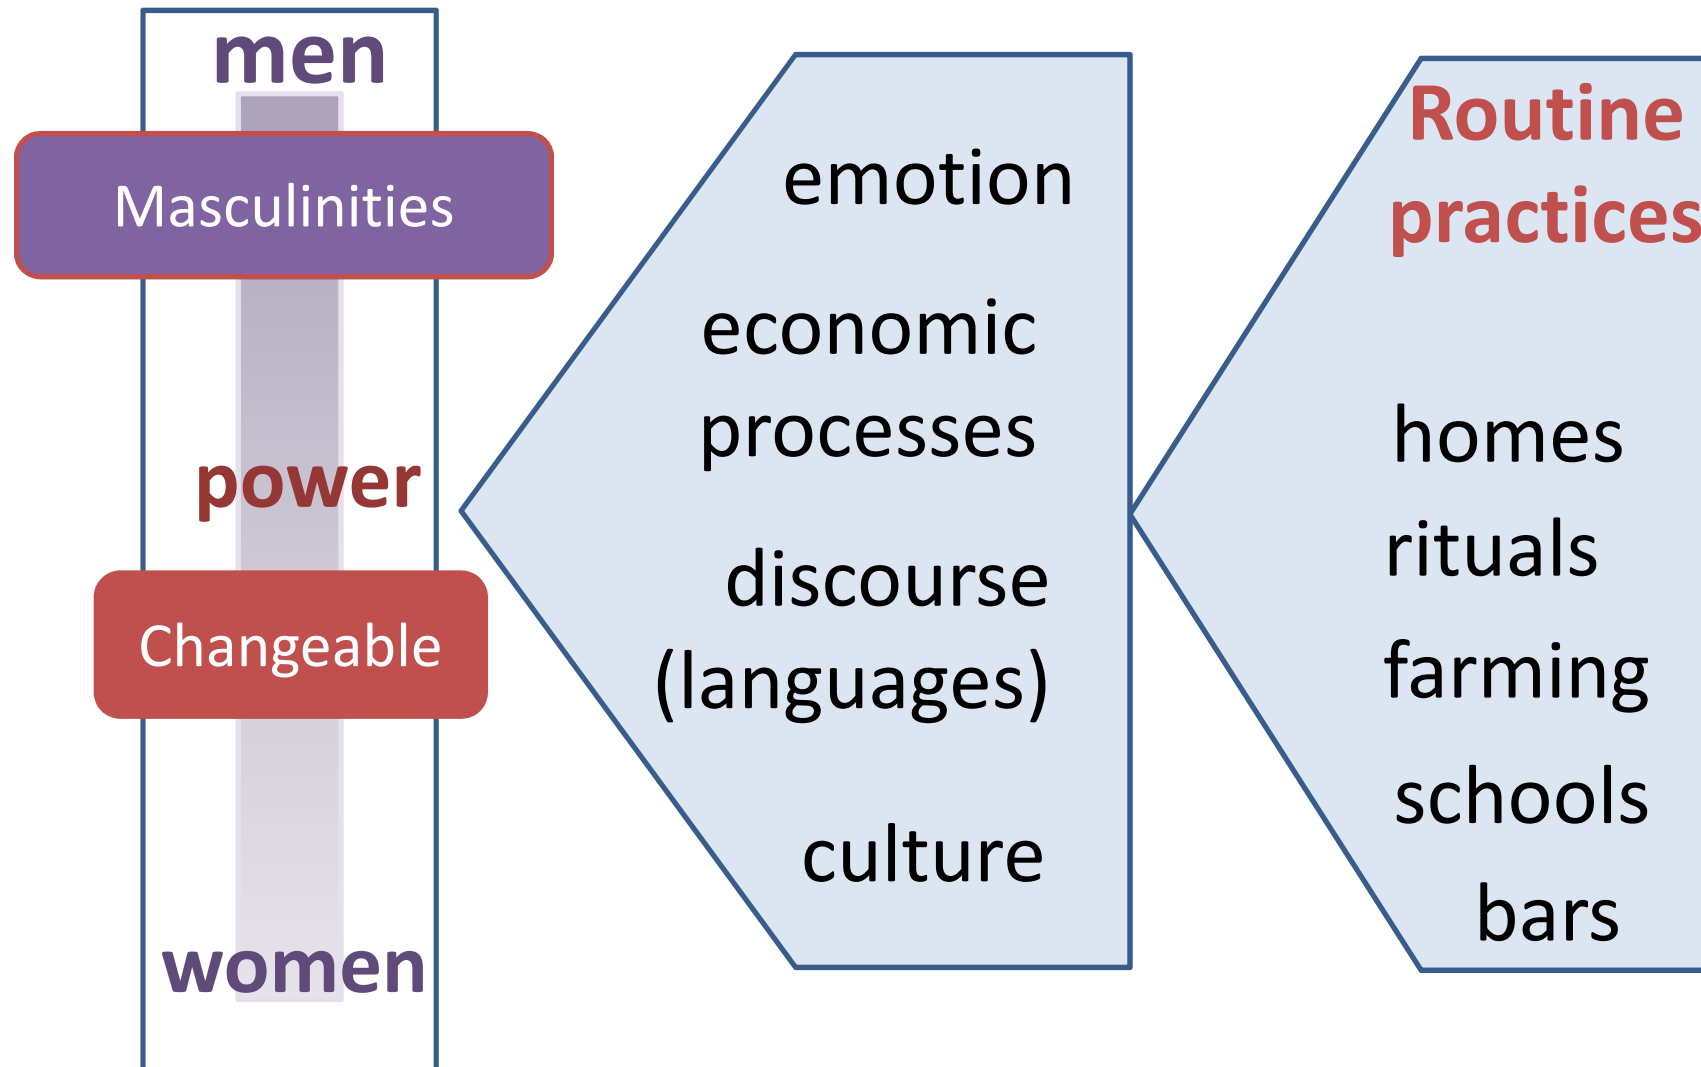 men
Masculinities
power
Changeable
women
emotion
economic
processes
discourse
(languages)
culture
Routine
practices
homes
rituals
farming
schools
bars